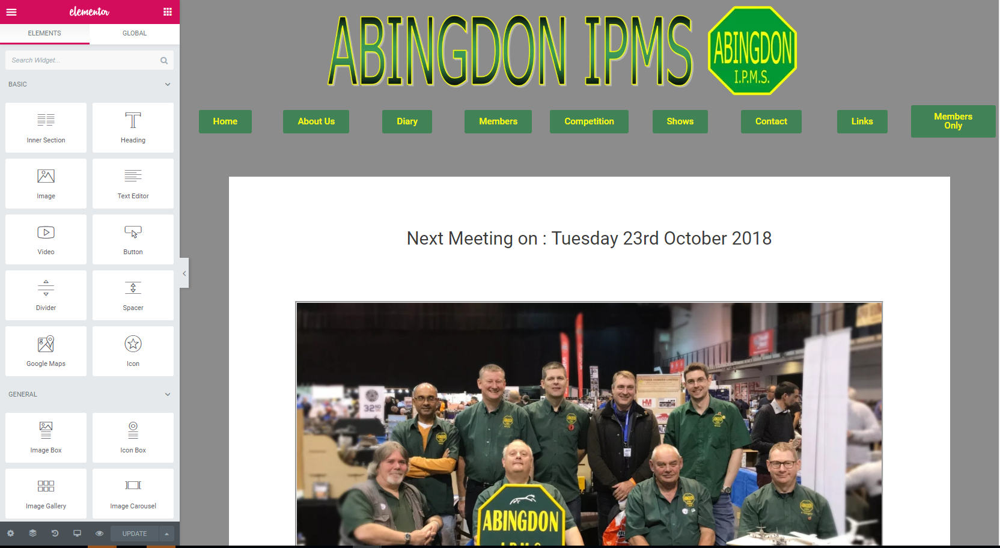 elementor
ELEMENTS
GLOBAL
Search Widget...
BASIC
Inner Section
Heading
Image
Text Editor
Video
Button
Divider
Spacer
Google Maps
Icon
GENERAL
Image Box
Icon Box
Image Gallery
Image Carousel
UPDATE
ABINGDON IPMS
ABINGDON
I.P.M.S.
Home
About Us
Diary
Members
Competition
Shows
Contact
Links
Members
Only
Next Meeting on : Tuesday 23rd October 2018
32
HM
ABINGDON
I.P.M.S